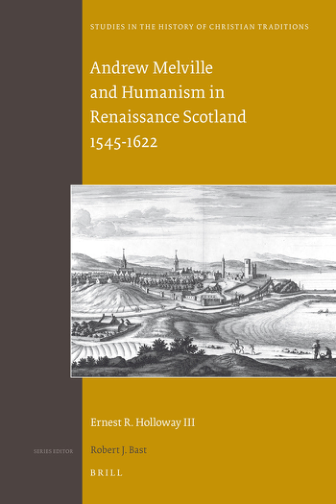 STUDIES IN THE HISTORY OF CHRISTIAN TRADITIONS
Andrew Melville
and Humanism in
Renaissance Scotland
1545-1622
Ernest R. Holloway III
SERIES EDITOR
Robert J. Bast
BRILL